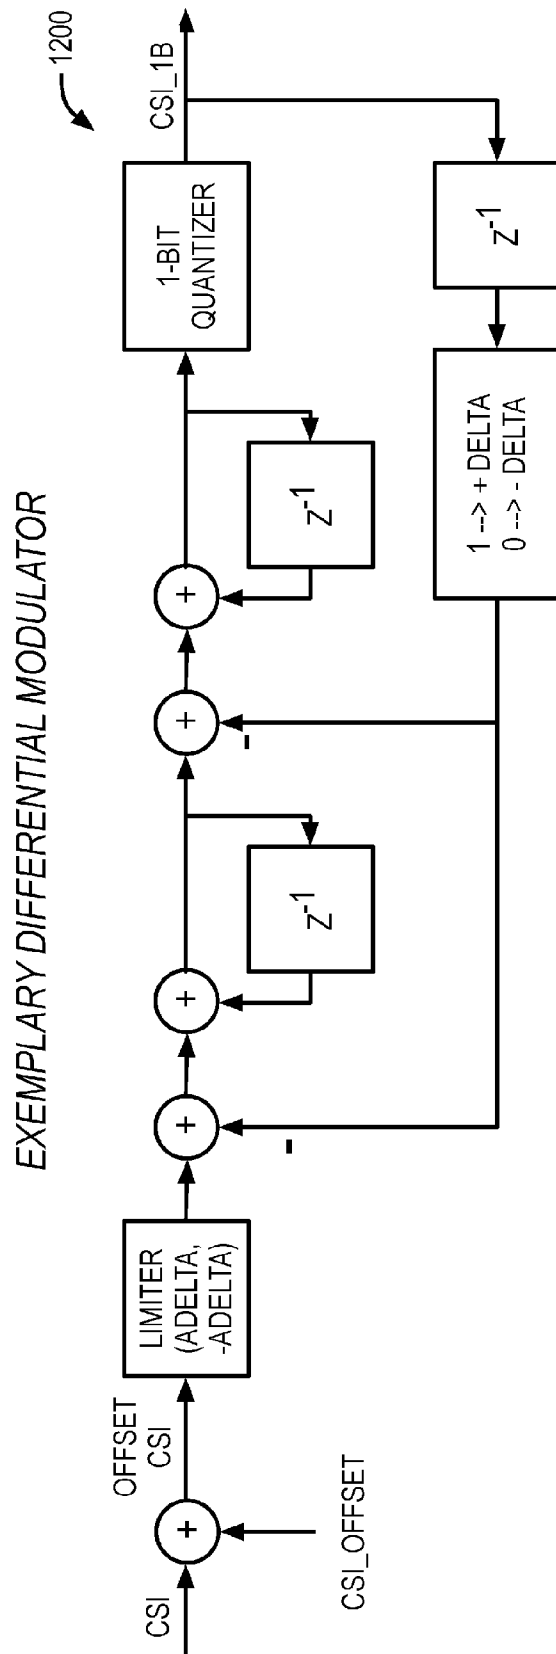 EXEMPLARY DIFFERENTIAL MODULATOR
1200
CSI
+
CSI_OFFSET
OFFSET
CSI
LIMITER
(ADELTA,
-ADELTA)
+
-
+
Z-1
+
-
+
Z-1
1-BIT
QUANTIZER
CSI_1B
Z-1
1 --> + DELTA
0 --> - DELTA